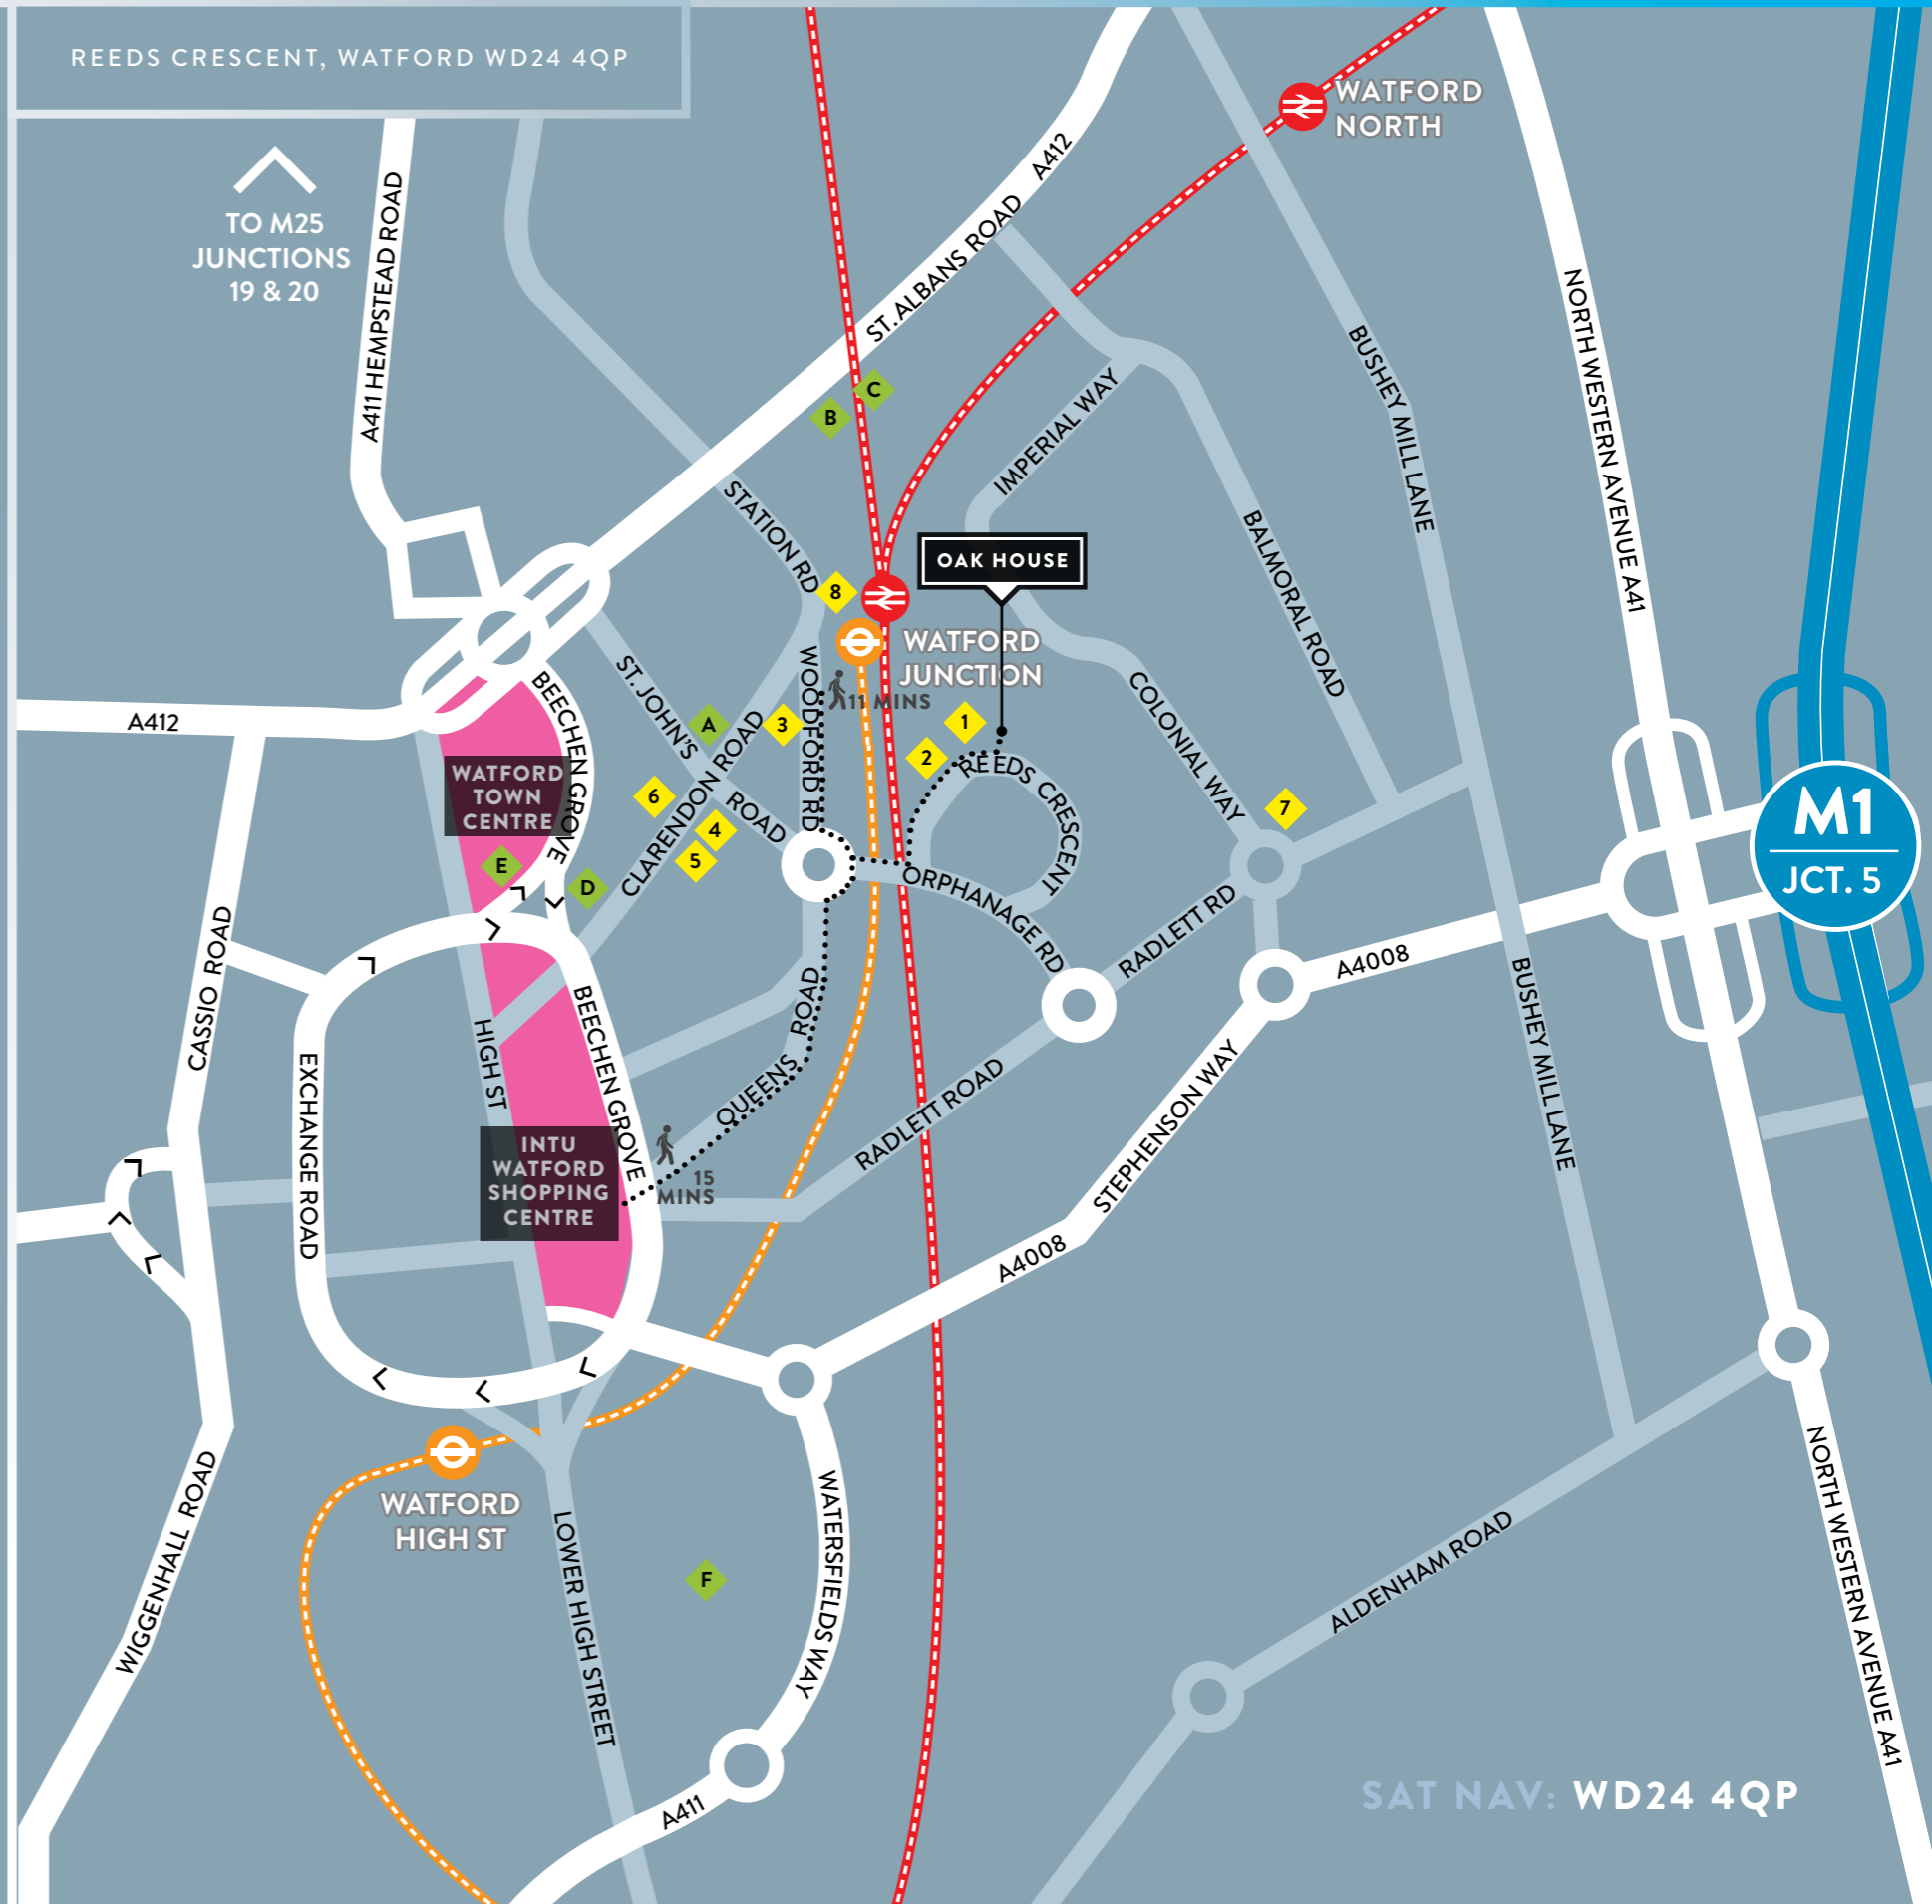 REEDS CRESCENT, WATFORD WD24 4QP
WATFORD
NORTH
TO M25
JUNCTIONS
19 & 20
A411 HEMPSTEAD ROAD
A412
ST. ALBANS ROAD
NORTH WESTERN AVENUE A41
BUSHEY MILL LANE
C
B
IMPERIAL WAY
STATION RD
BALMORAL ROAD
OAK HOUSE
8
WATFORD
JUNCTION
11 MINS
WOODFORD RD
ST. JOHN'S
ROAD
BEECHEN GROVE
COLONIAL WAY
A412
A
3
1
2
REEDS CRESCENT
CLARENDON ROAD
WATFORD
TOWN
CENTRE
6
4
5
7
M1
JCT. 5
E
D
ORPHANAGE RD
RADLETT RD
A4008
CASSIO ROAD
QUEENS
ROAD
HIGH ST
BEECHEN GROVE
EXCHANGE ROAD
BUSHEY MILL LANE
STEPHENSON WAY
RADLETT ROAD
INTU
WATFORD
SHOPPING
CENTRE
15
MINS
A4008
WATFORD
HIGH ST
WIGGENHALL ROAD
LOWER HIGH STREET
WATERSFIELDS WAY
F
ALDENHAM ROAD
NORTH WESTERN AVENUE A41
A411
SAT NAV: WD24 4QP